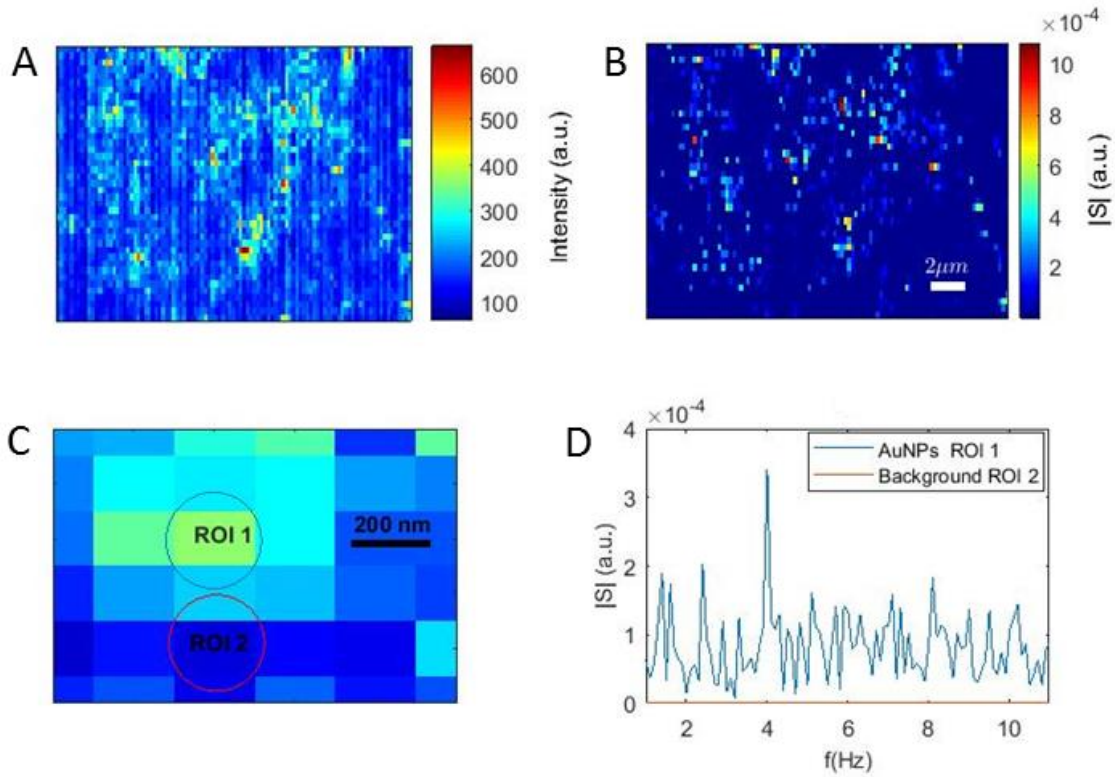 A
600
500
400
300
200
100
Intensity (a.u.)
B
×10⁻⁴
10
8
6
4
2
|S| (a.u.)
2μm
C
ROI 1
200 nm
ROI 2
D
×10⁻⁴
4
3
2
1
0
|S| (a.u.)
AuNPs ROI 1
Background ROI 2
2 4 6 8 10
f(Hz)